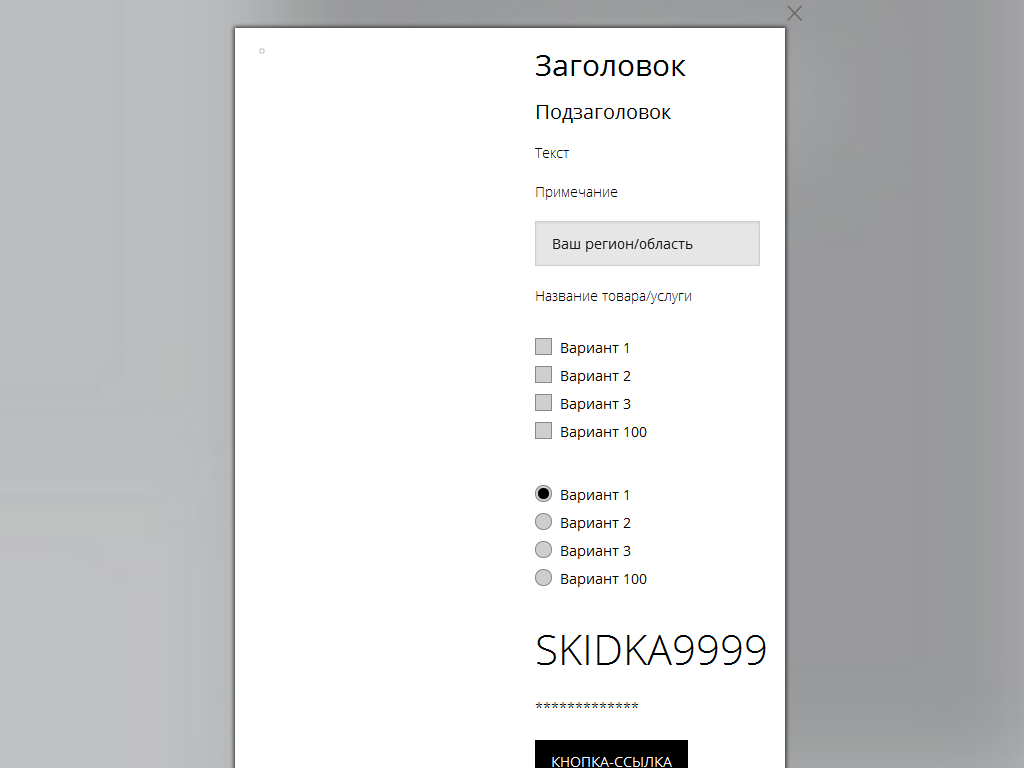 Заголовок
Подзаголовок
Текст
Примечание
Ваш регион/область
Название товара/услуги
Вариант 1
Вариант 2
Вариант 3
Вариант 100
Вариант 1
Вариант 2
Вариант 3
Вариант 100
SKIDKA9999
*************
КНОПКА-ССЫЛКА